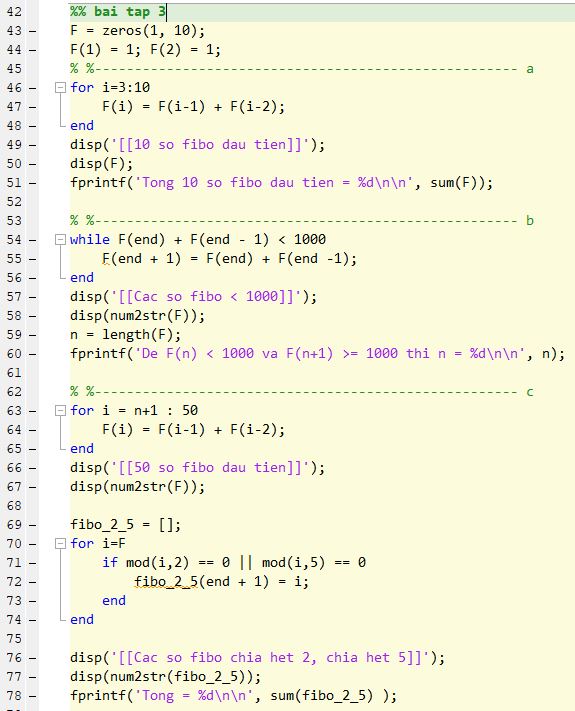 42 %% bai tap 3
43 - F = zeros(1, 10);
44 - F(1) = 1; F(2) = 1;
45 % %----------------------------------------------------- a
46 - for i=3:10
47 - F(i) = F(i-1) + F(i-2);
48 - end
49 - disp('[[10 so fibo dau tien]]');
50 - disp(F);
51 - fprintf('Tong 10 so fibo dau tien = %d\n\n', sum(F));
52
53 % %----------------------------------------------------- b
54 - while F(end) + F(end - 1) < 1000
55 - F(end + 1) = F(end) + F(end -1);
56 - end
57 - disp('[[Cac so fibo < 1000]]');
58 - disp(num2str(F));
59 - n = length(F);
60 - fprintf('De F(n) < 1000 va F(n+1) >= 1000 thi n = %d\n\n', n);
61
62 % %----------------------------------------------------- c
63 - for i = n+1 : 50
64 - F(i) = F(i-1) + F(i-2);
65 - end
66 - disp('[[50 so fibo dau tien]]');
67 - disp(num2str(F));
68
69 - fibo_2_5 = [];
70 - for i=F
71 - if mod(i,2) == 0 || mod(i,5) == 0
72 - fibo_2_5(end + 1) = i;
73 - end
74 - end
75
76 - disp('[[Cac so fibo chia het 2, chia het 5]]');
77 - disp(num2str(fibo_2_5));
78 - fprintf('Tong = %d\n\n', sum(fibo_2_5) );